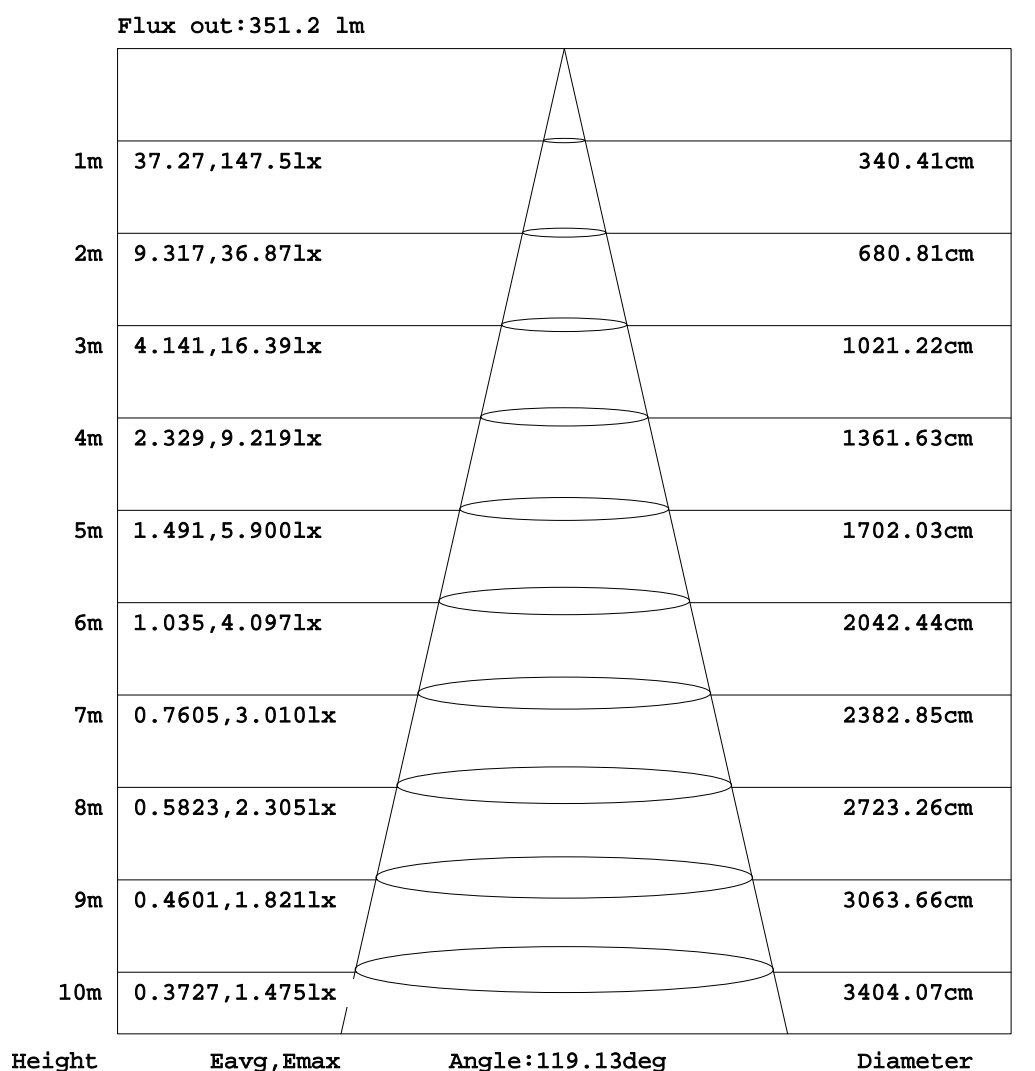 Flux out:351.2 lm
1m 37.27,147.5lx 340.41cm
2m 9.317,36.87lx 680.81cm
3m 4.141,16.39lx 1021.22cm
4m 2.329,9.219lx 1361.63cm
5m 1.491,5.900lx 1702.03cm
6m 1.035,4.097lx 2042.44cm
7m 0.7605,3.010lx 2382.85cm
8m 0.5823,2.305lx 2723.26cm
9m 0.4601,1.821lx 3063.66cm
10m 0.3727,1.475lx 3404.07cm
Height Eavg,Emax Angle:119.13deg Diameter